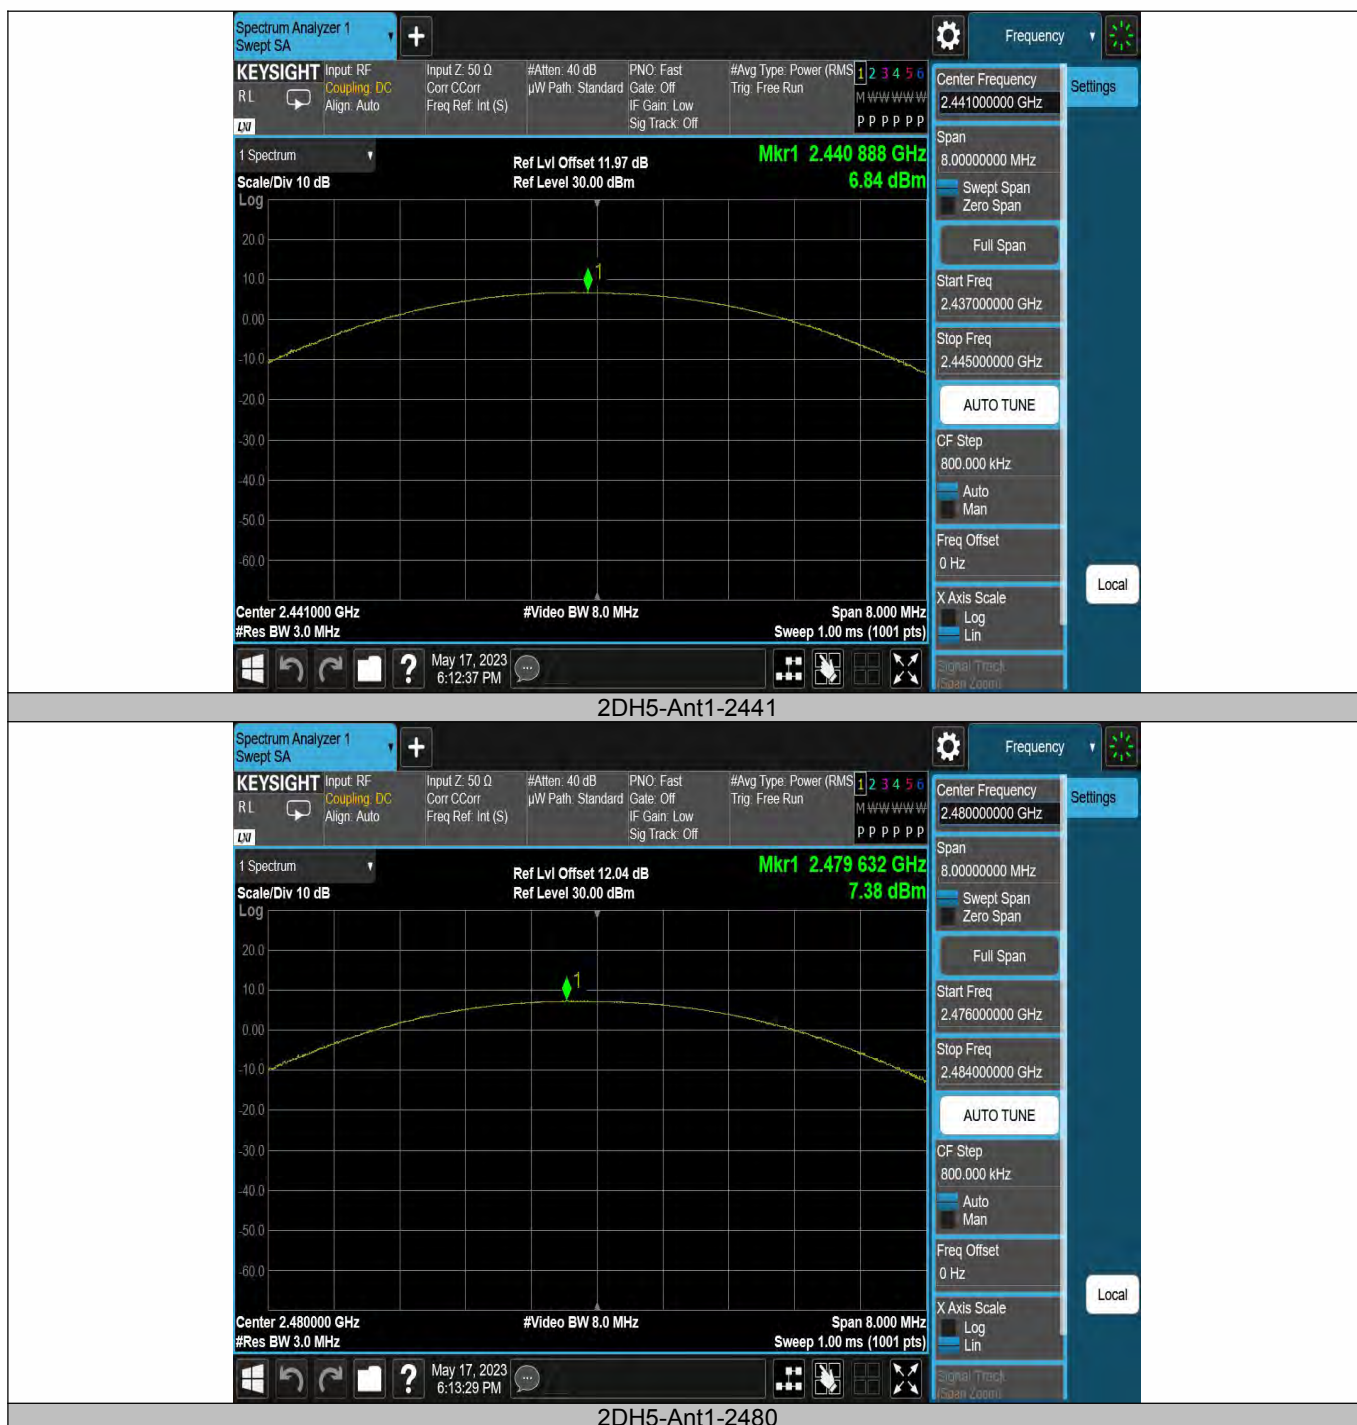 Spectrum Analyzer 1
Swept SA
+
Frequency
KEYSIGHT
RL
LXI
Input: RF
Coupling: DC
Align: Auto
Input Z: 50 Ω
Corr CCorr
Freq Ref: Int (S)
#Atten: 40 dB
µW Path: Standard
PNO: Fast
Gate: Off
IF Gain: Low
Sig Track: Off
#Avg Type: Power (RMS
Trig: Free Run
1 2 3 4 5 6
M W W W W W
P P P P P P
Center Frequency
2.441000000 GHz
Settings
1 Spectrum
Ref Lvl Offset 11.97 dB
Mkr1 2.440 888 GHz
Scale/Div 10 dB
Ref Level 30.00 dBm
6.84 dBm
Span
8.00000000 MHz
Swept Span
Zero Span
Full Span
Start Freq
2.437000000 GHz
Stop Freq
2.445000000 GHz
AUTO TUNE
CF Step
800.000 kHz
Auto
Man
Freq Offset
0 Hz
X Axis Scale
Log
Lin
Signal Track
(Span Zoom)
Local
Log
20.0
10.0
0.00
-10.0
-20.0
-30.0
-40.0
-50.0
-60.0
1
Center 2.441000 GHz
#Video BW 8.0 MHz
Span 8.000 MHz
#Res BW 3.0 MHz
Sweep 1.00 ms (1001 pts)
?
May 17, 2023
6:12:37 PM
2DH5-Ant1-2441
Spectrum Analyzer 1
Swept SA
+
Frequency
KEYSIGHT
RL
LXI
Input: RF
Coupling: DC
Align: Auto
Input Z: 50 Ω
Corr CCorr
Freq Ref: Int (S)
#Atten: 40 dB
µW Path: Standard
PNO: Fast
Gate: Off
IF Gain: Low
Sig Track: Off
#Avg Type: Power (RMS
Trig: Free Run
1 2 3 4 5 6
M W W W W W
P P P P P P
Center Frequency
2.480000000 GHz
Settings
1 Spectrum
Ref Lvl Offset 12.04 dB
Mkr1 2.479 632 GHz
Scale/Div 10 dB
Ref Level 30.00 dBm
7.38 dBm
Span
8.00000000 MHz
Swept Span
Zero Span
Full Span
Start Freq
2.476000000 GHz
Stop Freq
2.484000000 GHz
AUTO TUNE
CF Step
800.000 kHz
Auto
Man
Freq Offset
0 Hz
X Axis Scale
Log
Lin
Signal Track
(Span Zoom)
Local
Log
20.0
10.0
0.00
-10.0
-20.0
-30.0
-40.0
-50.0
-60.0
1
Center 2.480000 GHz
#Video BW 8.0 MHz
Span 8.000 MHz
#Res BW 3.0 MHz
Sweep 1.00 ms (1001 pts)
?
May 17, 2023
6:13:29 PM
2DH5-Ant1-2480